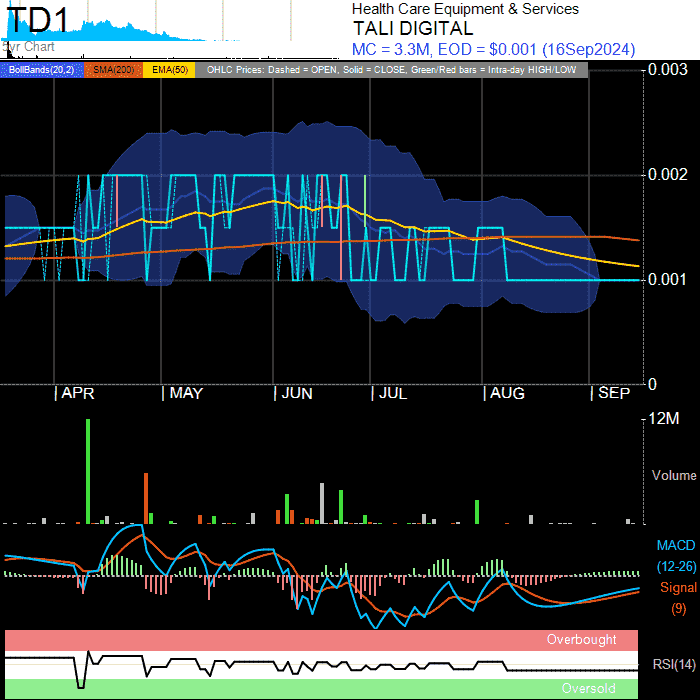 TD1
Health Care Equipment & Services
TALI DIGITAL
5yr Chart
MC = 3.3M, EOD = $0.001 (16Sep2024)
BollBands(20,2) SMA(200) EMA(50) OHLC Prices: Dashed = OPEN, Solid = CLOSE, Green/Red bars = Intra-day HIGH/LOW
0.003
0.002
0.001
0
APR MAY JUN JUL AUG SEP
12M
Volume
MACD
(12-26)
Signal
(9)
Overbought
RSI(14)
Oversold